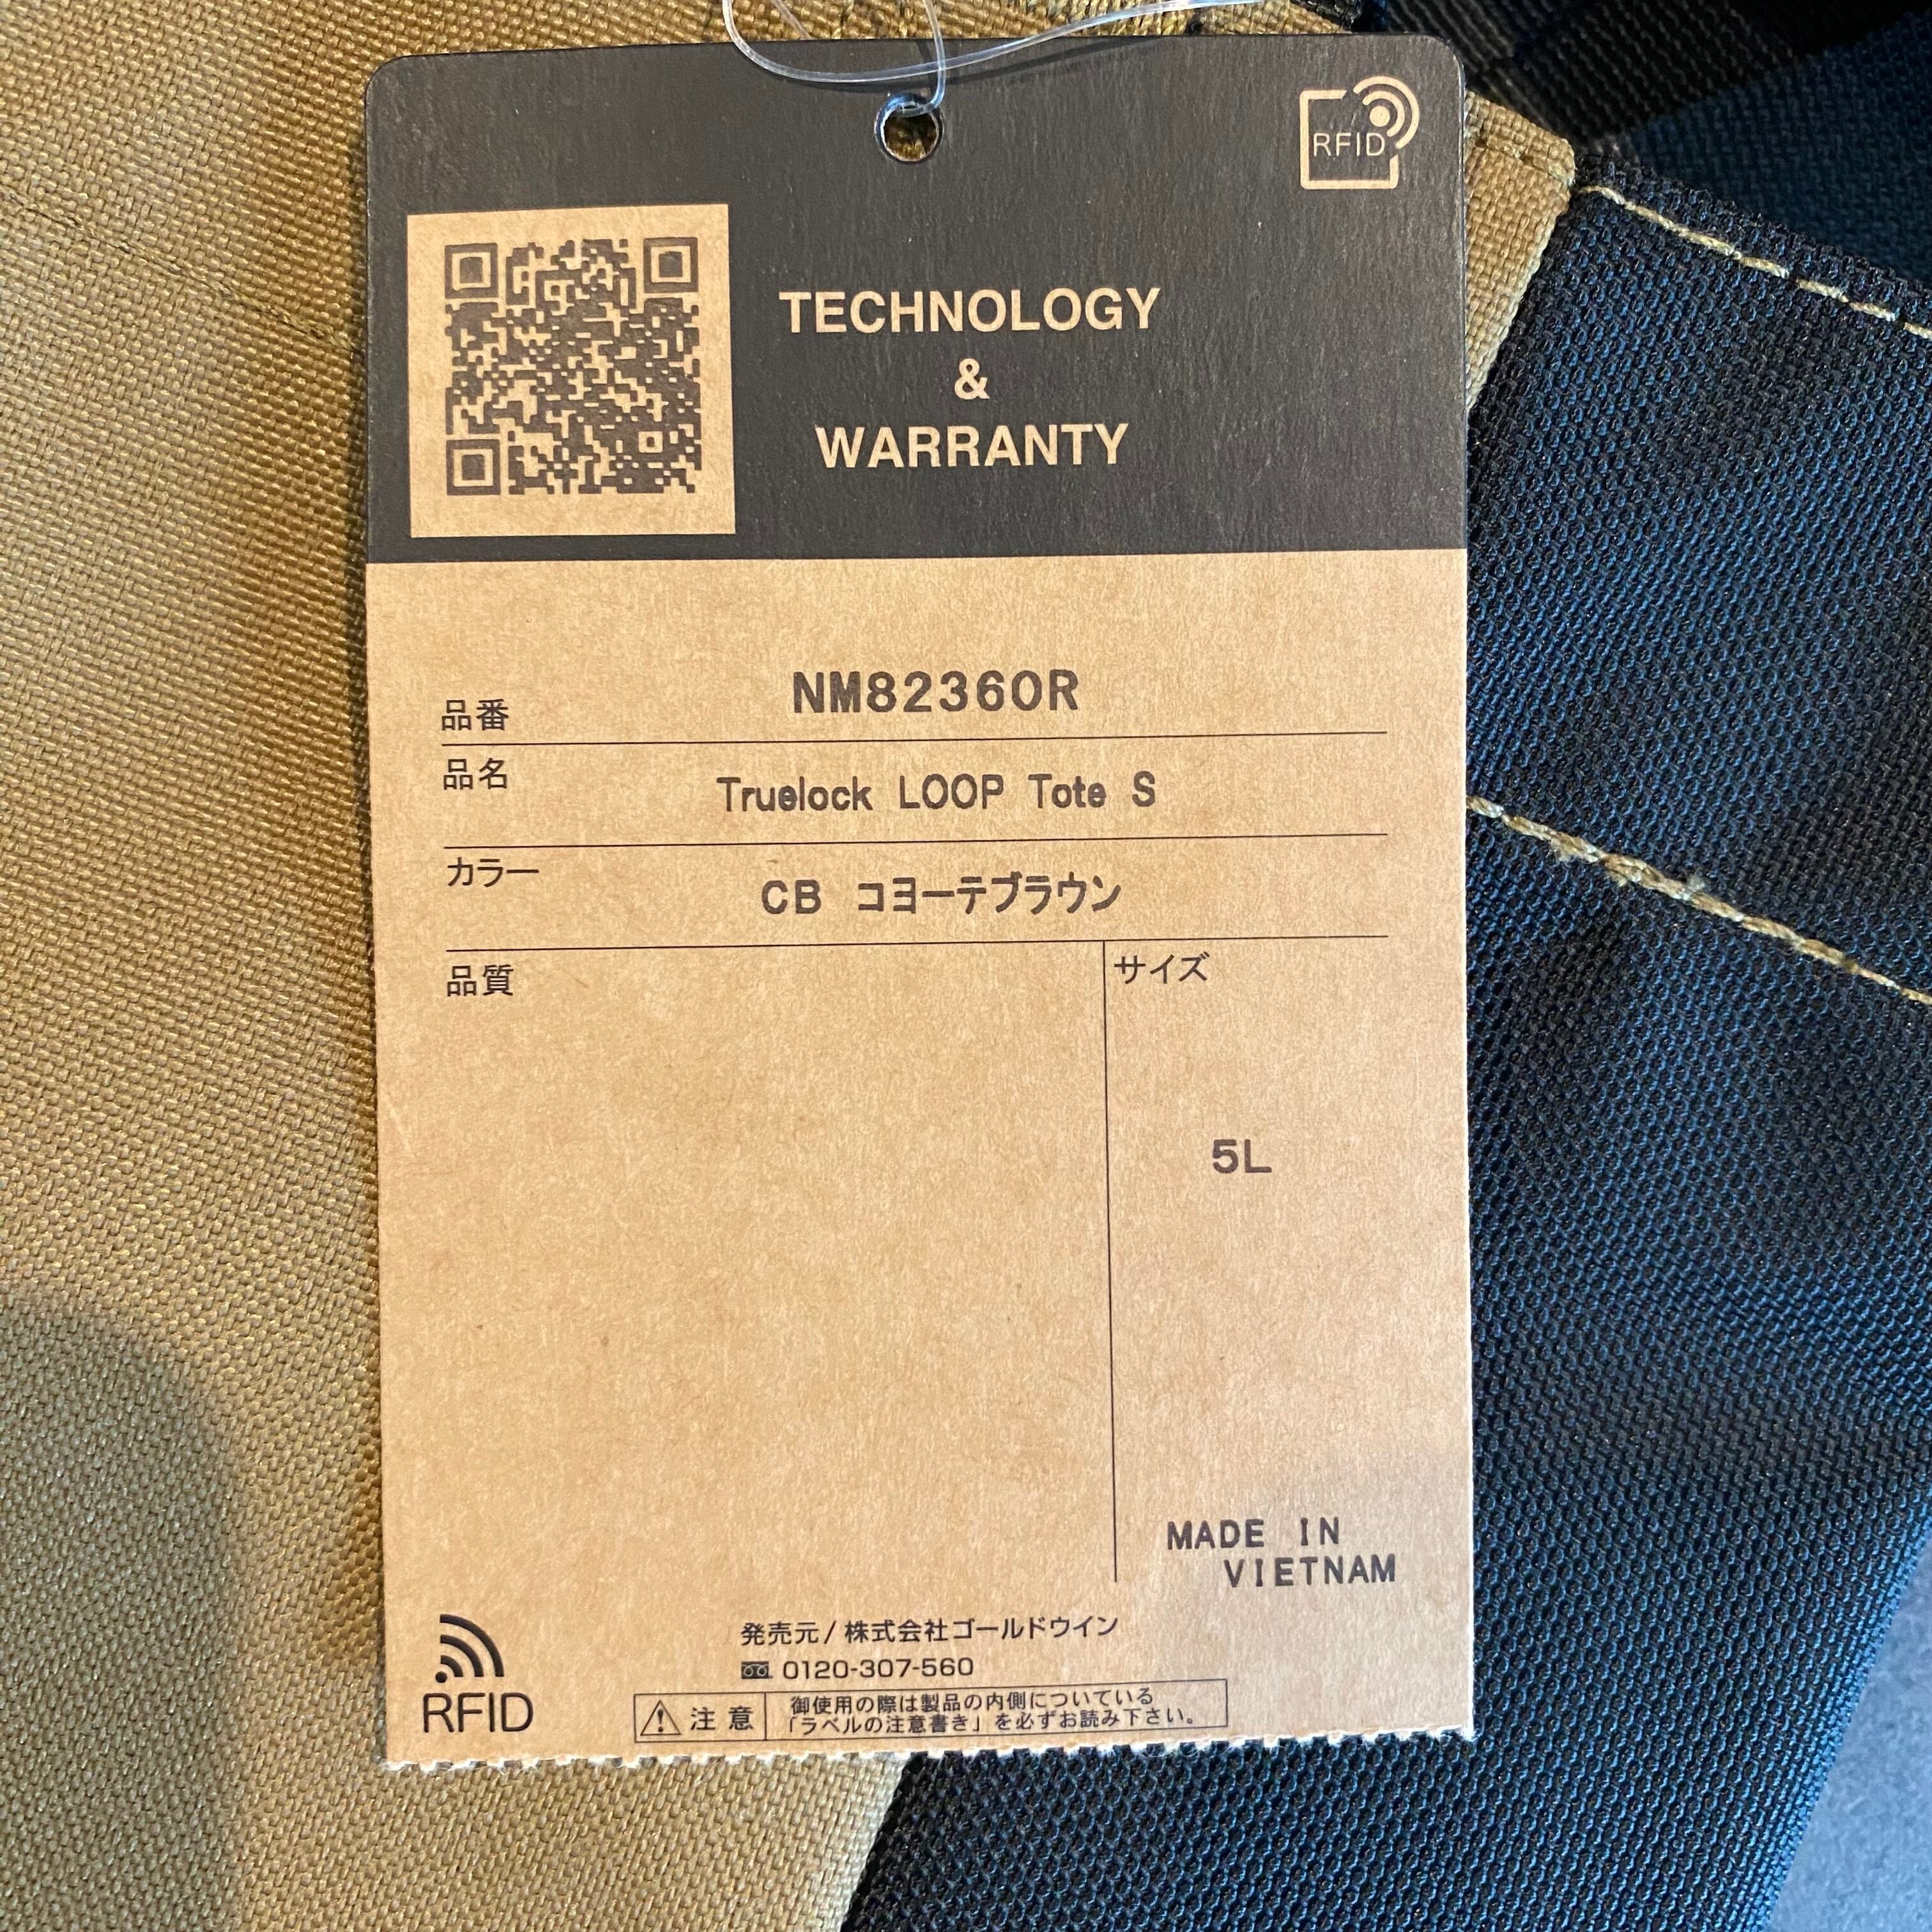 RFID
TECHNOLOGY
&
WARRANTY
品番 NM82360R
品名 Truelock LOOP Tote S
カラー CB コヨーテブラウン
品質
サイズ
5L
MADE IN
VIETNAM
発売元/株式会社ゴールドウイン
0120-307-560
RFID
注意
御使用の際は製品の内側についている
「ラベルの注意書き」を必ずお読み下さい。